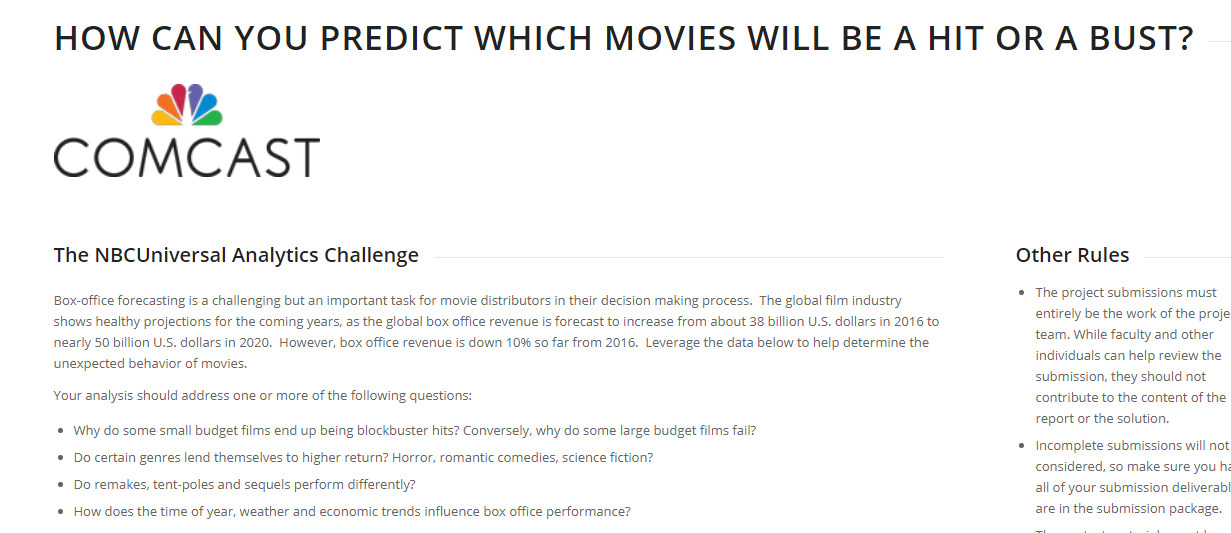 HOW CAN YOU PREDICT WHICH MOVIES WILL BE A HIT OR A BUST?
COMCAST
The NBCUniversal Analytics Challenge
Box-office forecasting is a challenging but an important task for movie distributors in their decision making process.  The global film industry
shows healthy projections for the coming years, as the global box office revenue is forecast to increase from about 38 billion U.S. dollars in 2016 to
nearly 50 billion U.S. dollars in 2020.  However, box office revenue is down 10% so far from 2016.  Leverage the data below to help determine the
unexpected behavior of movies.
Your analysis should address one or more of the following questions:
• Why do some small budget films end up being blockbuster hits? Conversely, why do some large budget films fail?
• Do certain genres lend themselves to higher return? Horror, romantic comedies, science fiction?
• Do remakes, tent-poles and sequels perform differently?
• How does the time of year, weather and economic trends influence box office performance?
Other Rules
• The project submissions must
entirely be the work of the
team. While faculty and other
individuals can help review the
submission, they should not
contribute to the content of the
report or the solution.
• Incomplete submissions will not
considered, so make sure you
all of your submission
are in the submission package.